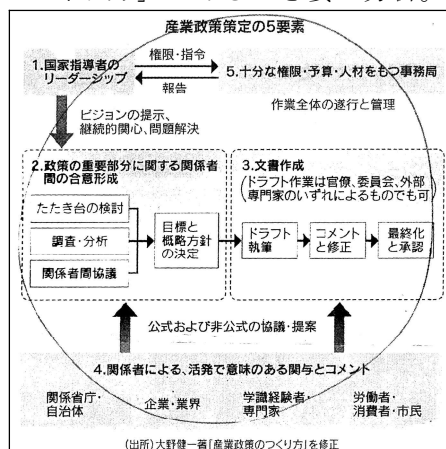 産業政策策定の5要素
1.国家指導者の
リーダーシップ
権限・指令
報告
5.十分な権限・予算・人材をもつ事務局
作業全体の遂行と管理
ビジョンの提示、
継続的関心、問題解決
2.政策の重要部分に関する関係者
間の合意形成
たたき台の検討
調査・分析
関係者間協議
目標と
概略方針
の決定
3.文書作成
(ドラフト作業は官僚、委員会、外部
専門家のいずれによるものでも可)
ドラフト
執筆
コメント
と修正
最終化
と承認
公式および非公式の協議・提案
4.関係者による、活発で意味のある関与とコメント
関係省庁・
自治体
企業・業界
学識経験者・
専門家
労働者・
消費者・市民
(出所)大野健一著「産業政策のつくり方」を修正